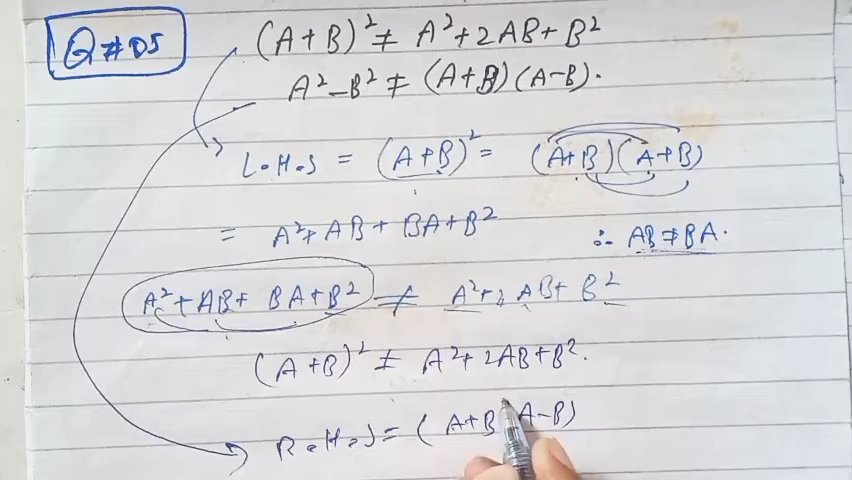 Q#05
(A+B)² ≠ A²+2AB+B²
A²-B² ≠ (A+B)(A-B).
L.H.S = (A+B)² = (A+B)(A+B)
= A²+AB+BA+B²
∴ AB≠BA.
A²+AB+BA+B² ≠ A²+2AB+B²
(A+B)² ≠ A²+2AB+B².
R.H.S = (A+B A-B)